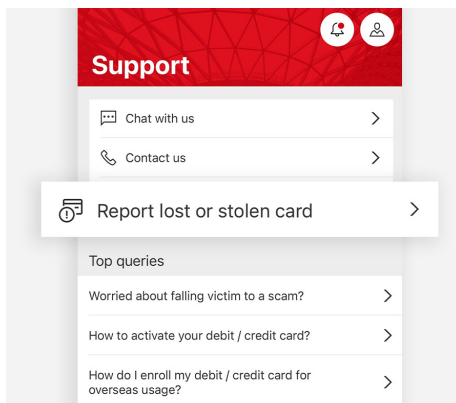 Support
Chat with us
Contact us
Report lost or stolen card
Top queries
Worried about falling victim to a scam?
How to activate your debit / credit card?
How do I enroll my debit / credit card for
overseas usage?